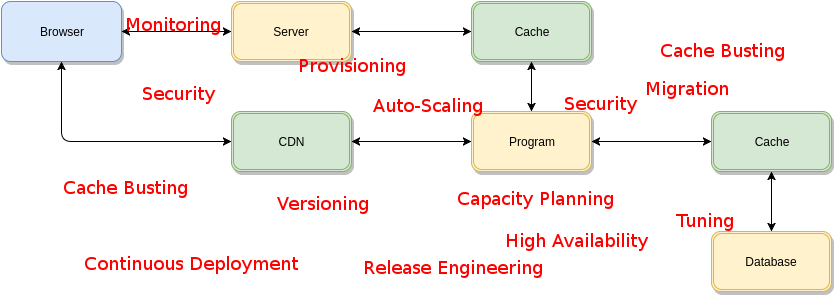 Browser
Monitoring
Server
Cache
Cache Busting
Provisioning
Migration
Security
Auto-Scaling
Security
CDN
Program
Cache
Cache Busting
Versioning
Capacity Planning
Tuning
High Availability
Continuous Deployment
Release Engineering
Database